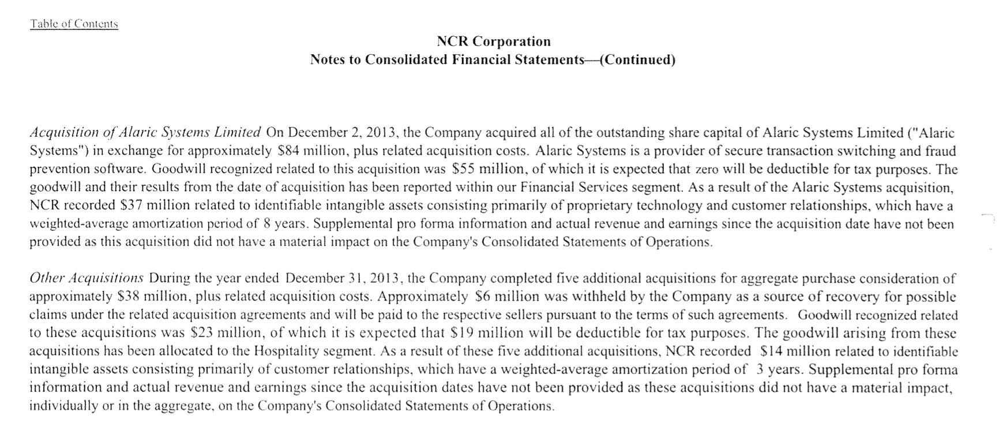 Table of Contents
NCR Corporation
Notes to Consolidated Financial Statements—(Continued)
Acquisition of Alaric Systems Limited On December 2, 2013, the Company acquired all of the outstanding share capital of Alaric Systems Limited ("Alaric
Systems") in exchange for approximately $84 million, plus related acquisition costs. Alaric Systems is a provider of secure transaction switching and fraud
prevention software. Goodwill recognized related to this acquisition was $55 million, of which it is expected that zero will be deductible for tax purposes. The
goodwill and their results from the date of acquisition has been reported within our Financial Services segment. As a result of the Alaric Systems acquisition,
NCR recorded $37 million related to identifiable intangible assets consisting primarily of proprietary technology and customer relationships, which have a
weighted-average amortization period of 8 years. Supplemental pro forma information and actual revenue and earnings since the acquisition date have not been
provided as this acquisition did not have a material impact on the Company's Consolidated Statements of Operations.
Other Acquisitions During the year ended December 31, 2013, the Company completed five additional acquisitions for aggregate purchase consideration of
approximately $38 million, plus related acquisition costs. Approximately $6 million was withheld by the Company as a source of recovery for possible
claims under the related acquisition agreements and will be paid to the respective sellers pursuant to the terms of such agreements. Goodwill recognized related
to these acquisitions was $23 million, of which it is expected that $19 million will be deductible for tax purposes. The goodwill arising from these
acquisitions has been allocated to the Hospitality segment. As a result of these five additional acquisitions, NCR recorded $14 million related to identifiable
intangible assets consisting primarily of customer relationships, which have a weighted-average amortization period of 3 years. Supplemental pro forma
information and actual revenue and earnings since the acquisition dates have not been provided as these acquisitions did not have a material impact,
individually or in the aggregate, on the Company's Consolidated Statements of Operations.